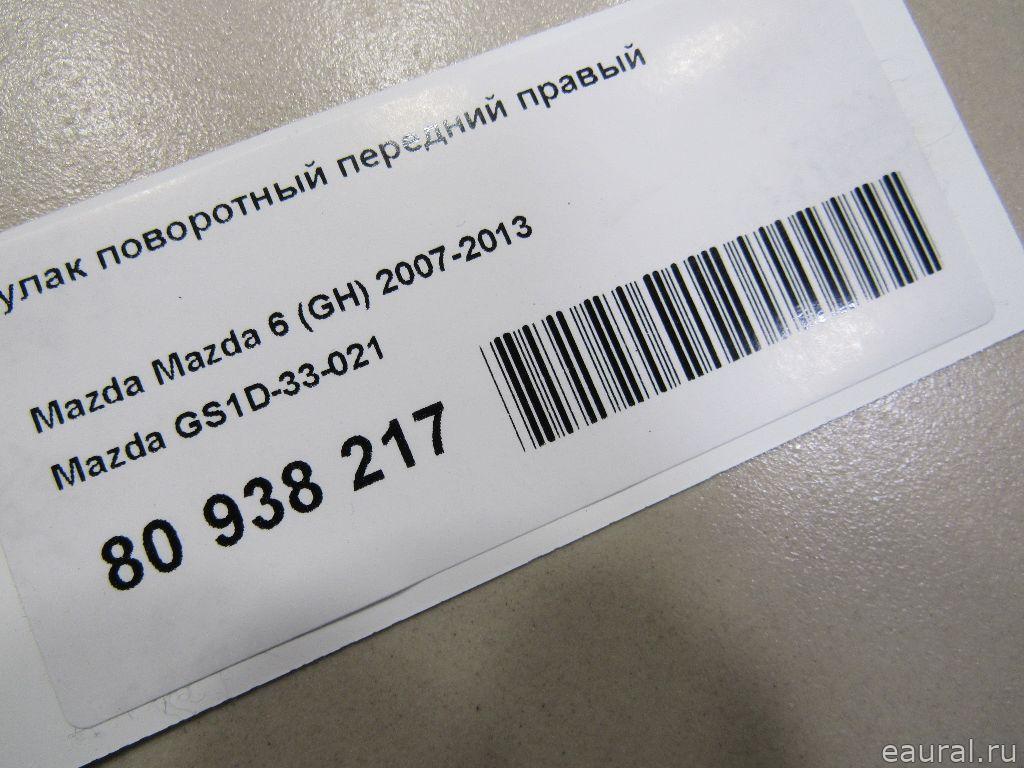 улак поворотный передний правый
Mazda Mazda 6 (GH) 2007-2013
Mazda GS1D-33-021
80 938 217
eaural.ru